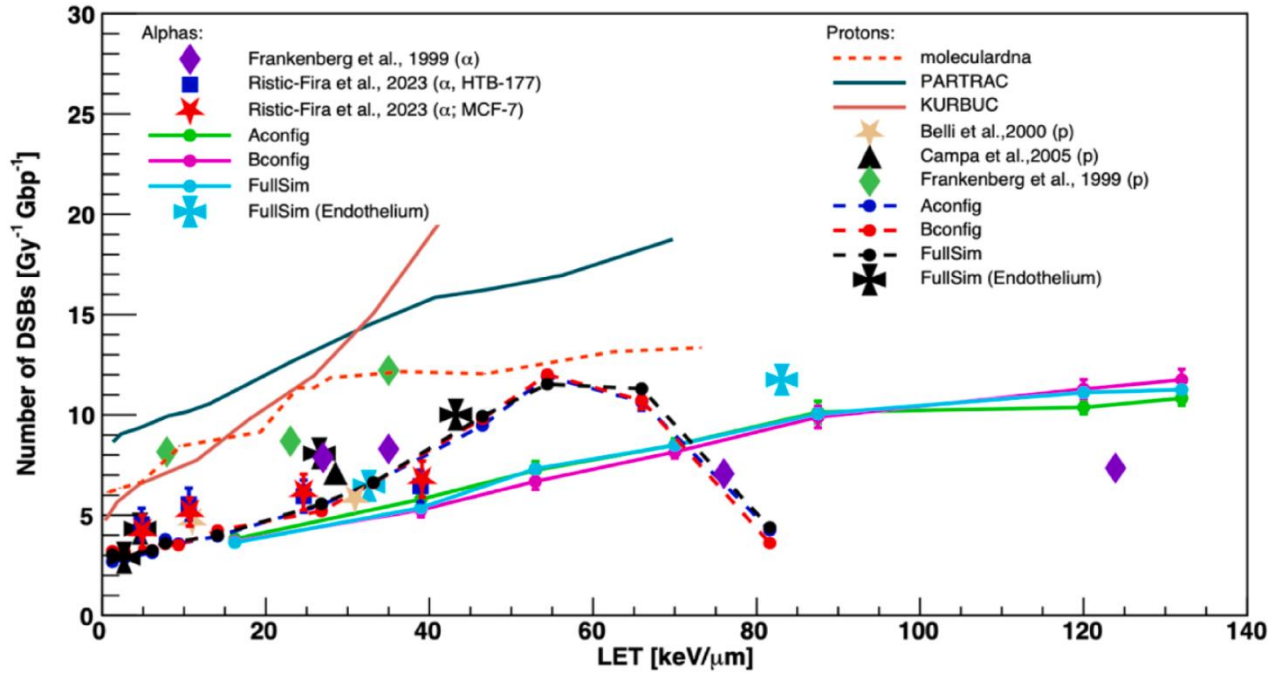 30
25
20
15
10
5
0
Number of DSBs [Gy⁻¹ Gbp⁻¹]
Alphas:
Frankenberg et al., 1999 (α)
Ristic-Fira et al., 2023 (α, HTB-177)
Ristic-Fira et al., 2023 (α; MCF-7)
Aconfig
Bconfig
FullSim
FullSim (Endothelium)
Protons:
moleculardna
PARTRAC
KURBUC
Belli et al.,2000 (p)
Campa et al.,2005 (p)
Frankenberg et al., 1999 (p)
Aconfig
Bconfig
FullSim
FullSim (Endothelium)
0 20 40 60 80 100 120 140
LET [keV/μm]